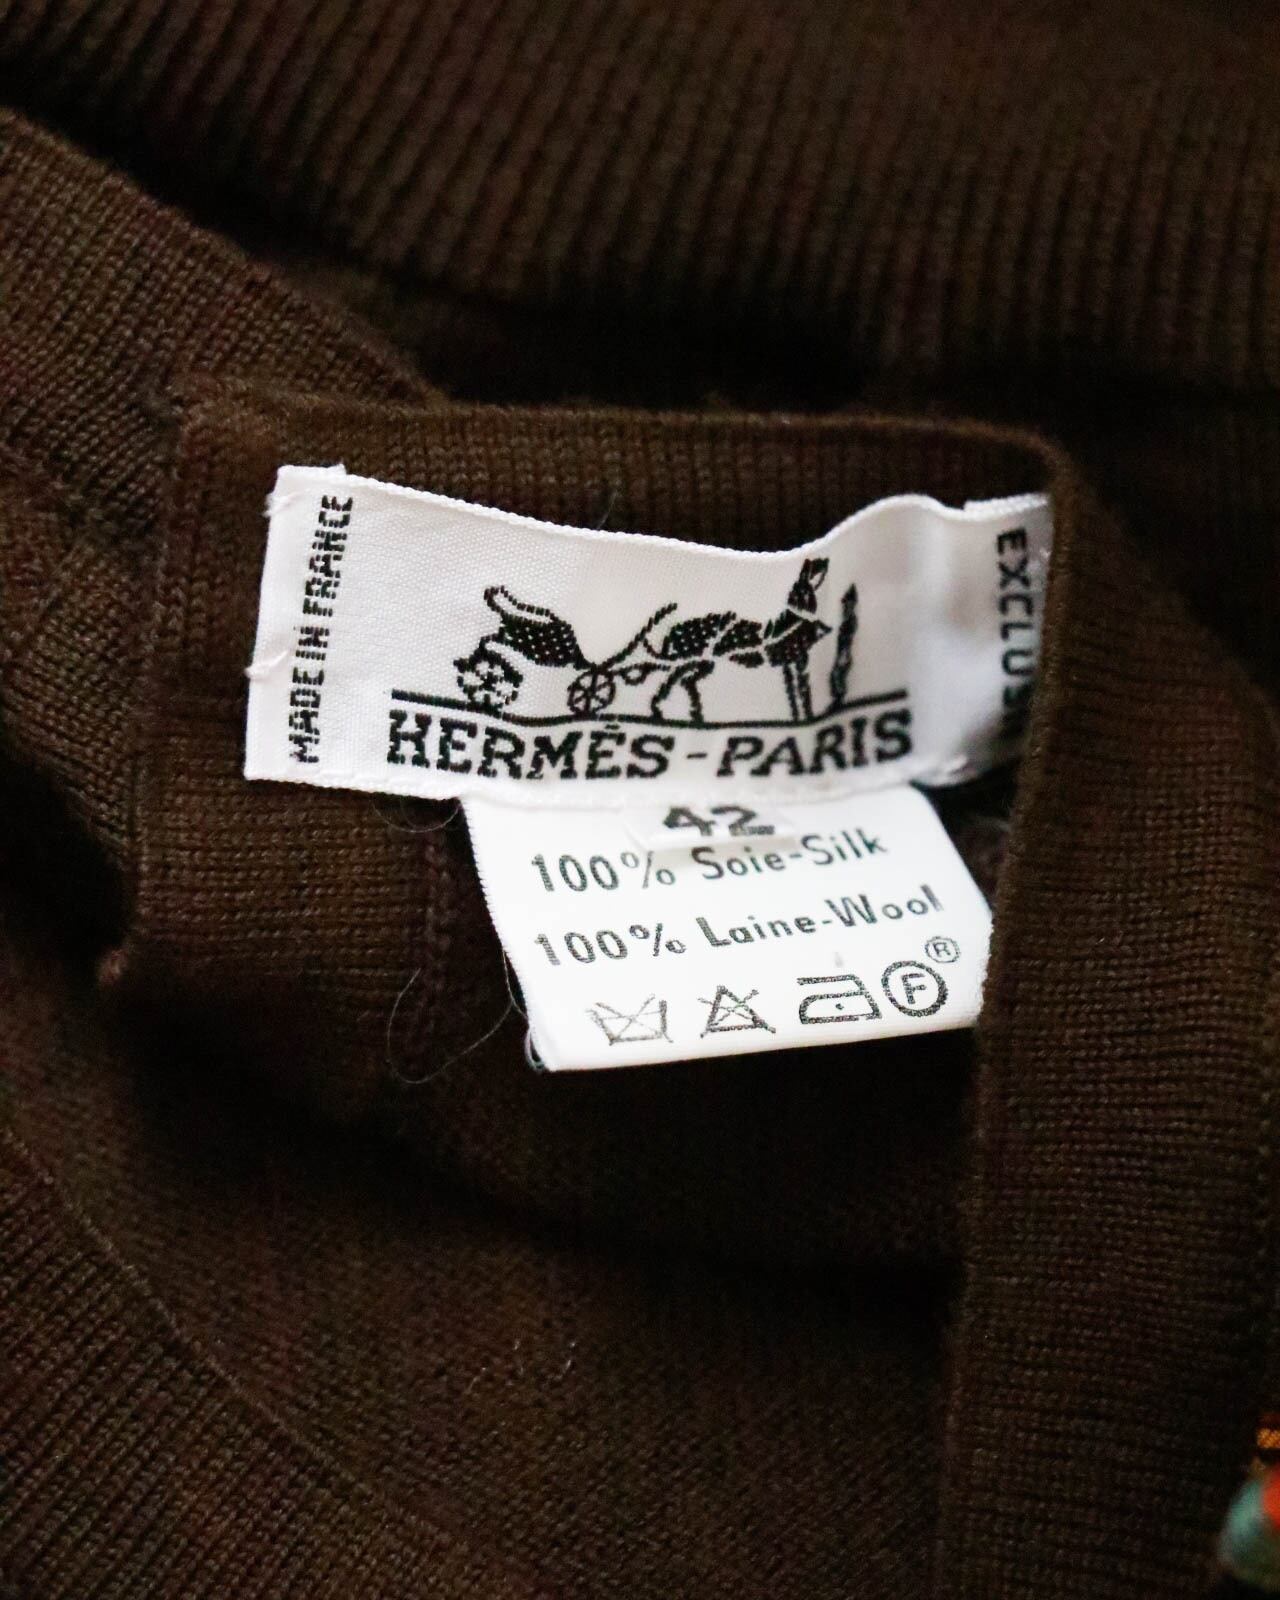 MADE IN FRANCE
HERMÈS-PARIS
42
100% Soie-Silk
100% Laine-Wool
F ®